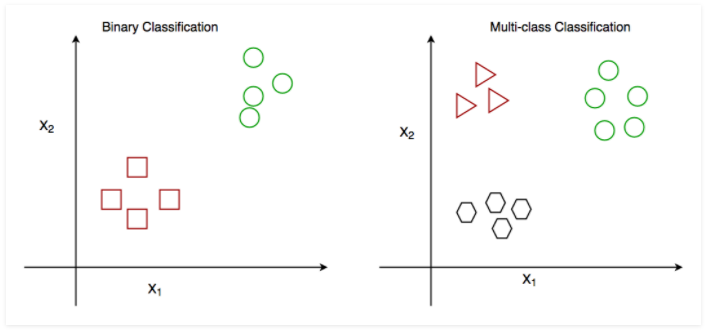 Binary Classification
X2
X1
Multi-class Classification
X2
X1